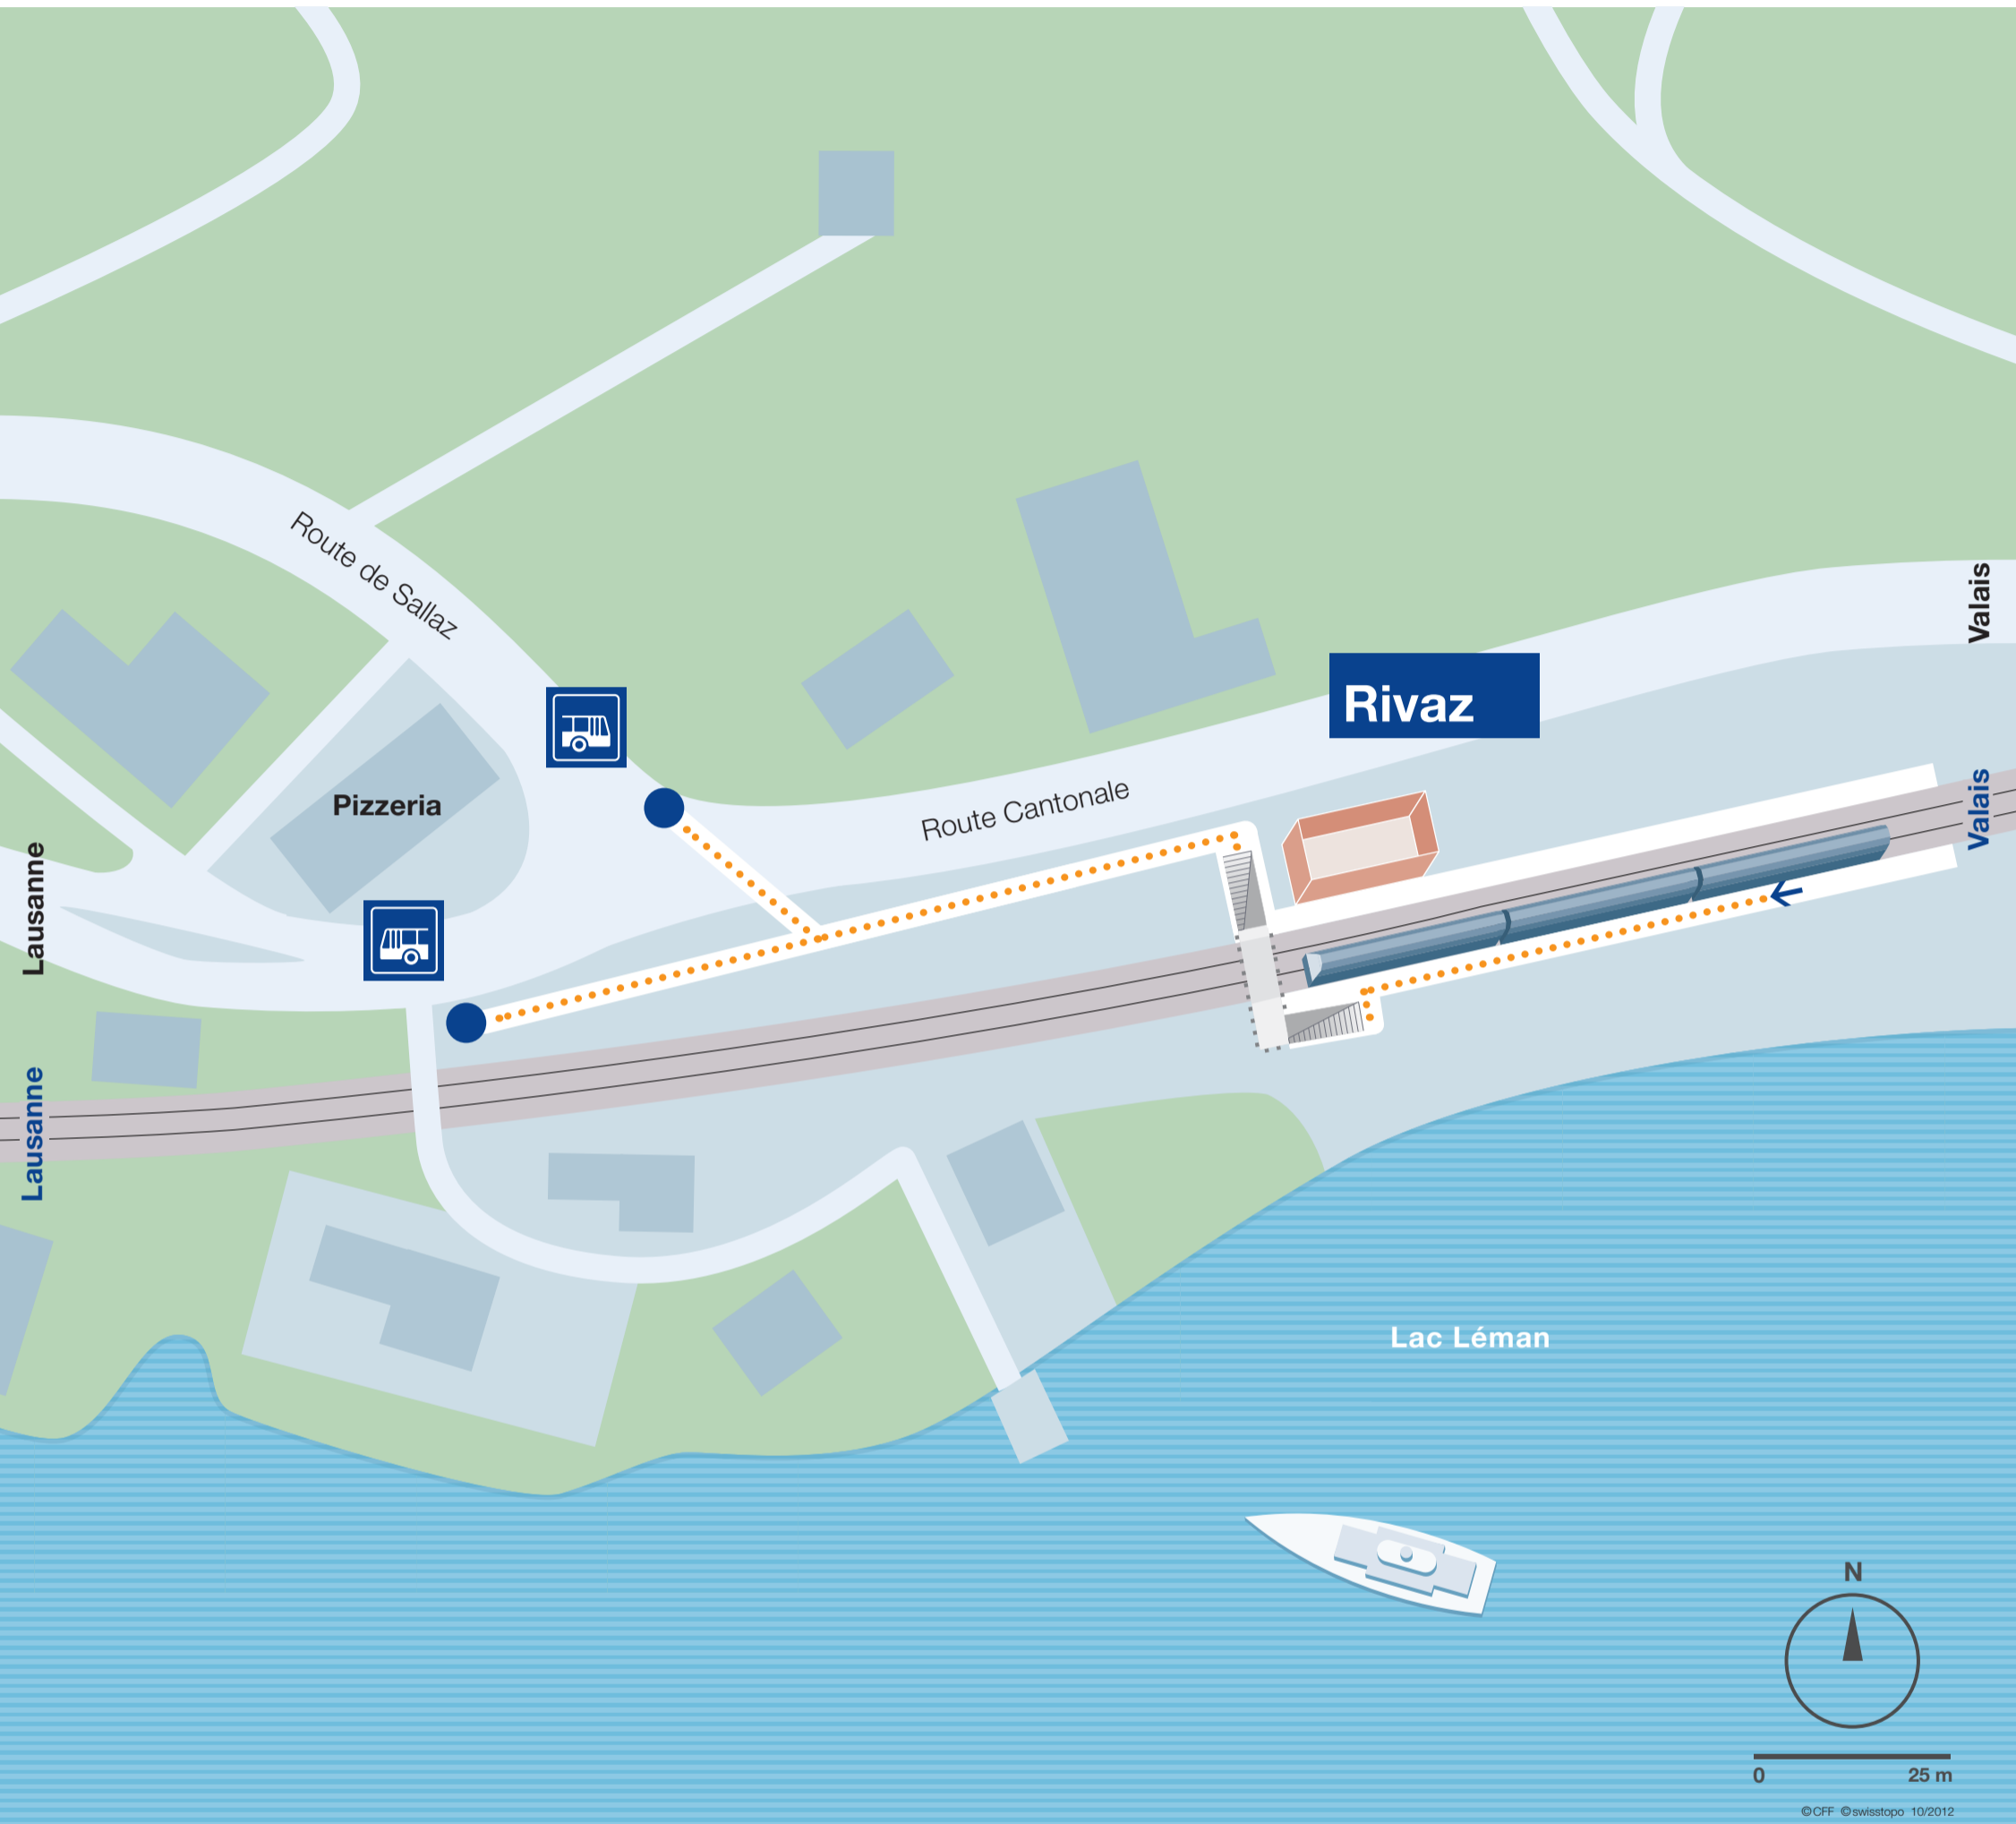 Route de Sallaz
Valais
Rivaz
Pizzeria
Route Cantonale
Valais
Lausanne
Lausanne
Lac Léman
N
0 25 m
©CFF ©swisstopo 10/2012